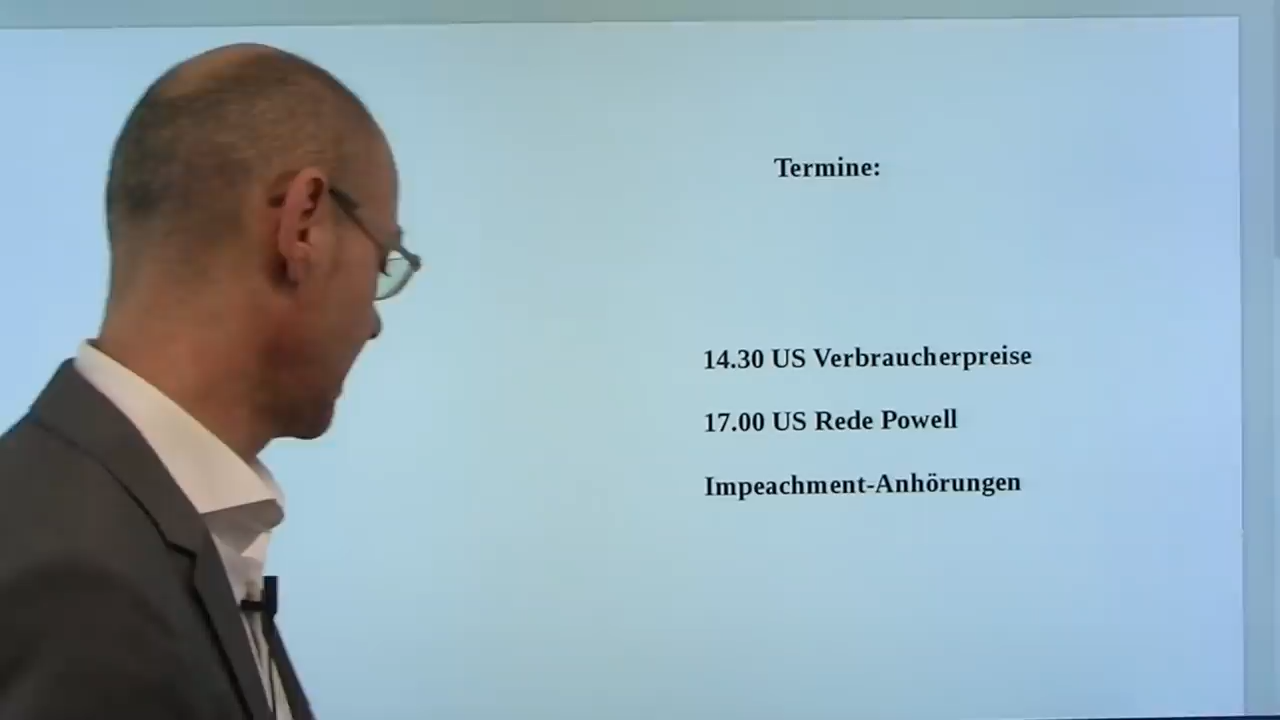 Termine:
14.30 US Verbraucherpreise
17.00 US Rede Powell
Impeachment-Anhörungen